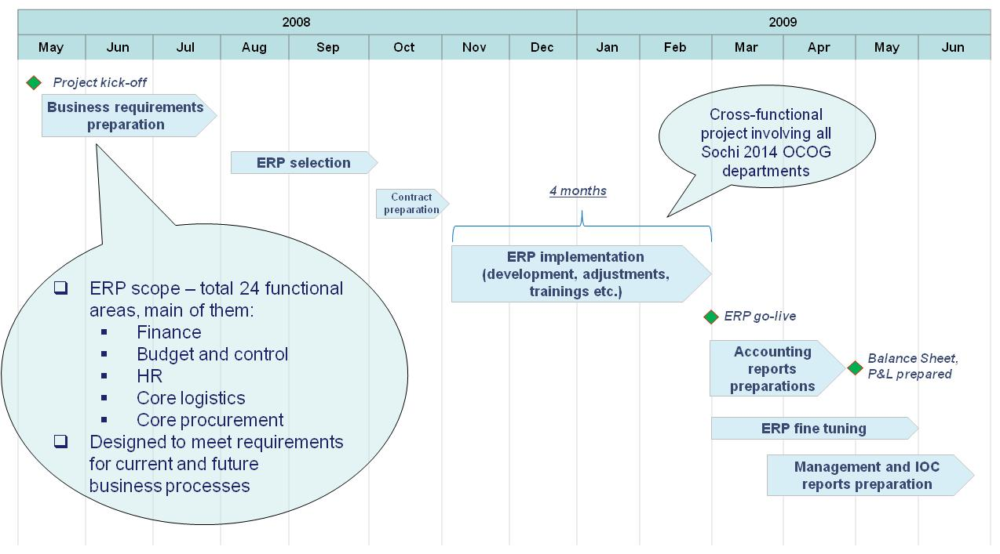 2008
2009
May
Jun
Jul
Aug
Sep
Oct
Nov
Dec
Jan
Feb
Mar
Apr
May
Jun
Project kick-off
Business requirements
preparation
ERP selection
Contract
preparation
4 months
Cross-functional
project involving all
Sochi 2014 OCOG
departments
ERP implementation
(development, adjustments,
trainings etc.)
ERP scope – total 24 functional
areas, main of them:
Finance
Budget and control
HR
Core logistics
Core procurement
Designed to meet requirements
for current and future
business processes
ERP go-live
Accounting
reports
preparations
Balance Sheet,
P&L prepared
ERP fine tuning
Management and IOC
reports preparation